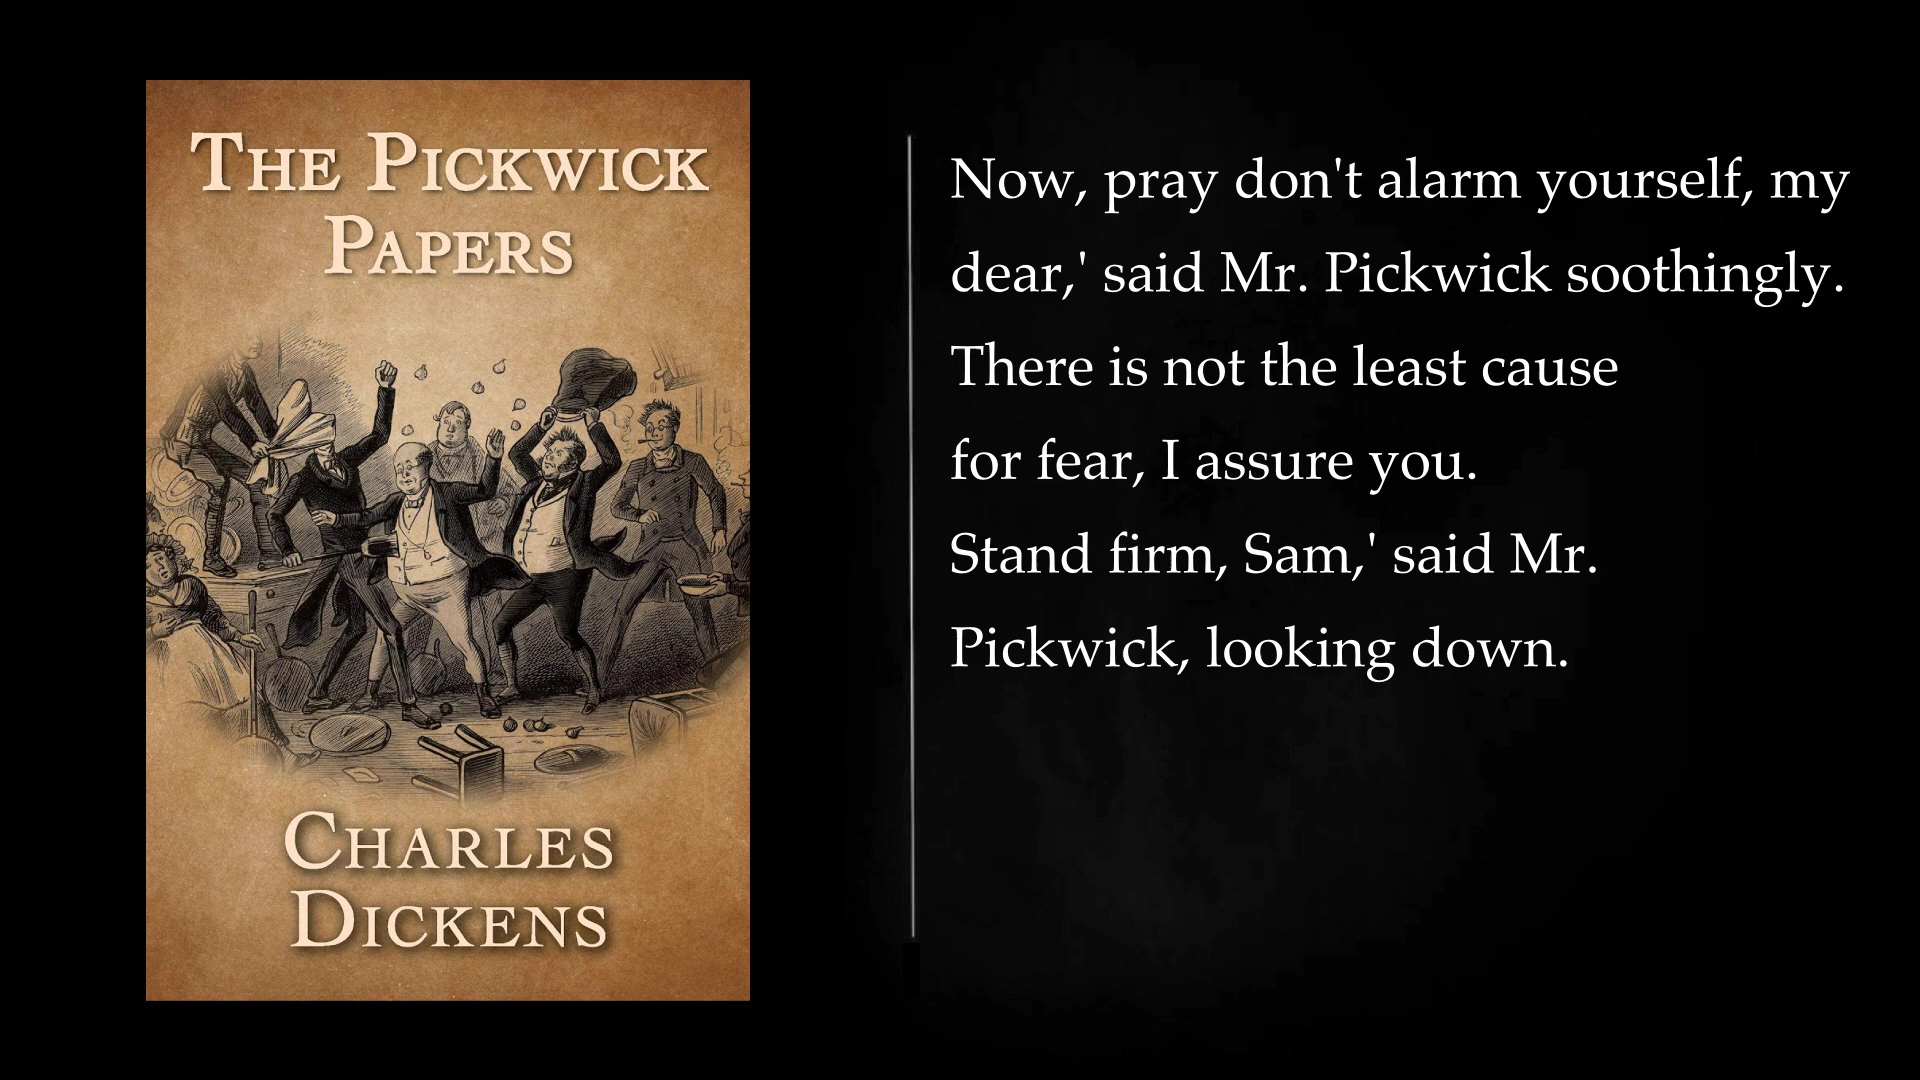 THE PICKWICK
PAPERS
CHARLES
DICKENS
Now, pray don't alarm yourself, my
dear,' said Mr. Pickwick soothingly.
There is not the least cause
for fear, I assure you.
Stand firm, Sam,' said Mr.
Pickwick, looking down.